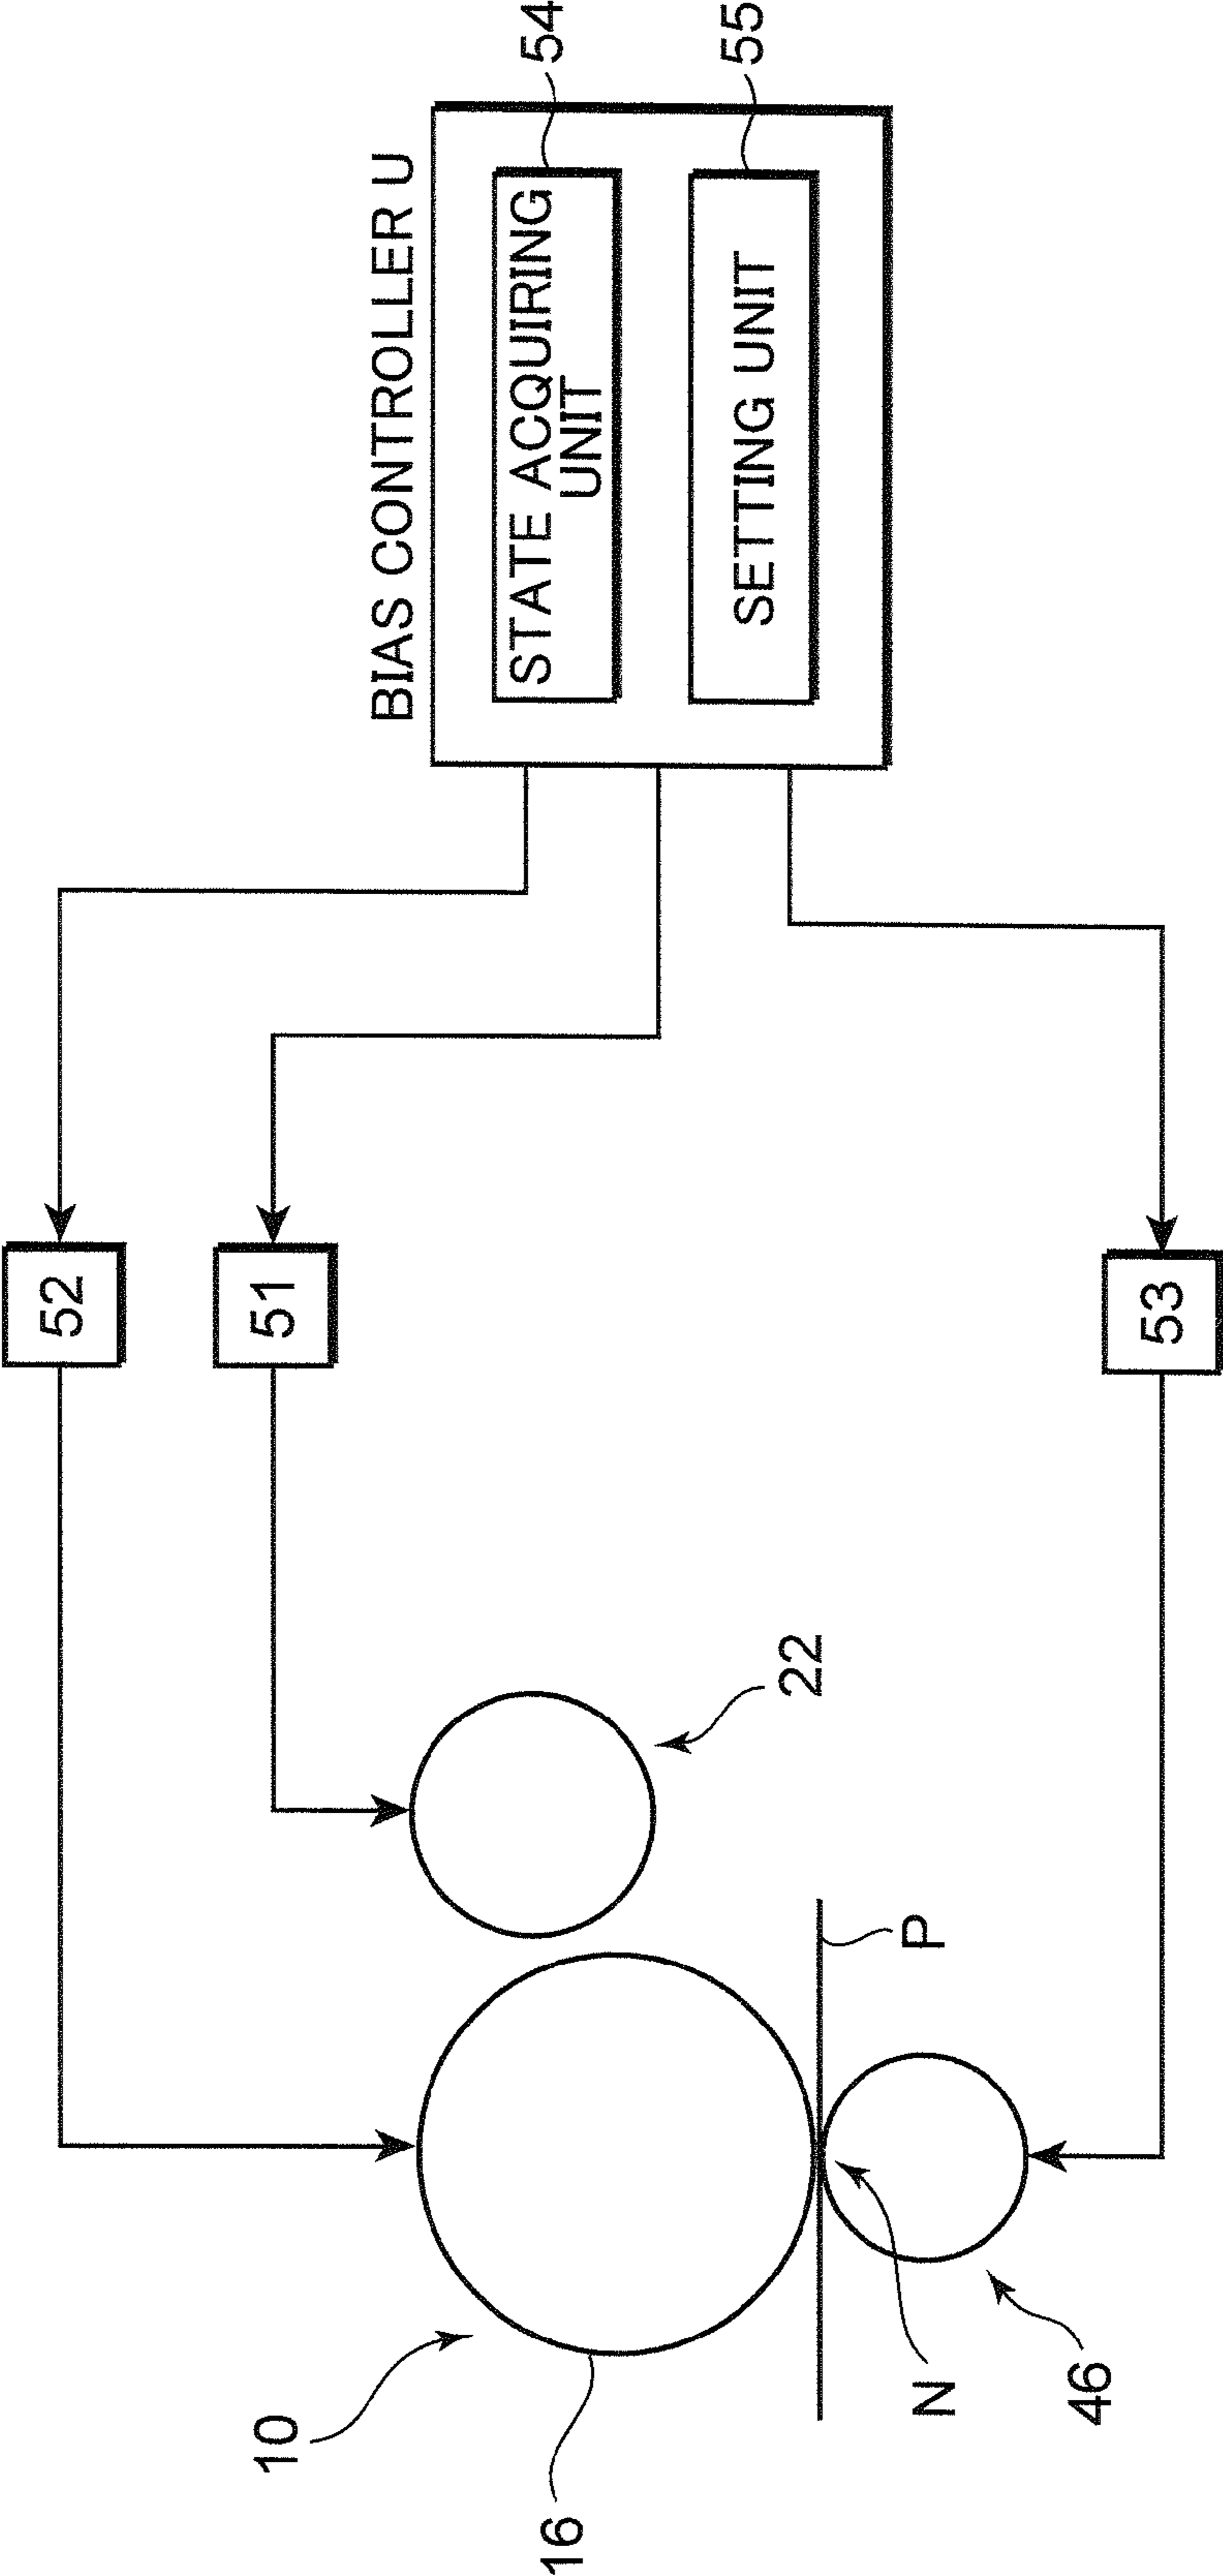 BIAS CONTROLLER U
54
STATE ACQUIRING
UNIT
55
SETTING UNIT
52
51
53
22
P
10
16
N
46